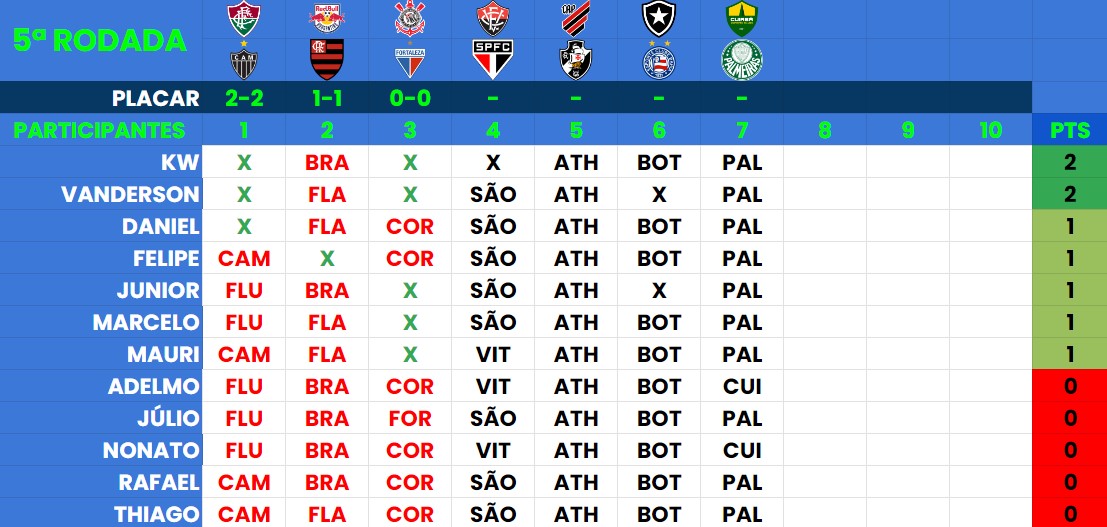 5ª RODADA
CAM FORTALEZA SPFC
PLACAR 2-2 1-1 0-0 - - - -
PARTICIPANTES 1 2 3 4 5 6 7 8 9 10 PTS
KW X BRA X X ATH BOT PAL 2
VANDERSON X FLA X SÃO ATH X PAL 2
DANIEL X FLA COR SÃO ATH BOT PAL 1
FELIPE CAM X COR SÃO ATH BOT PAL 1
JUNIOR FLU BRA X SÃO ATH X PAL 1
MARCELO FLU FLA X SÃO ATH BOT PAL 1
MAURI CAM FLA X VIT ATH BOT PAL 1
ADELMO FLU BRA COR VIT ATH BOT CUI 0
JÚLIO FLU BRA FOR SÃO ATH BOT PAL 0
NONATO FLU BRA COR VIT ATH BOT CUI 0
RAFAEL CAM BRA COR SÃO ATH BOT PAL 0
THIAGO CAM FLA COR SÃO ATH BOT PAL 0